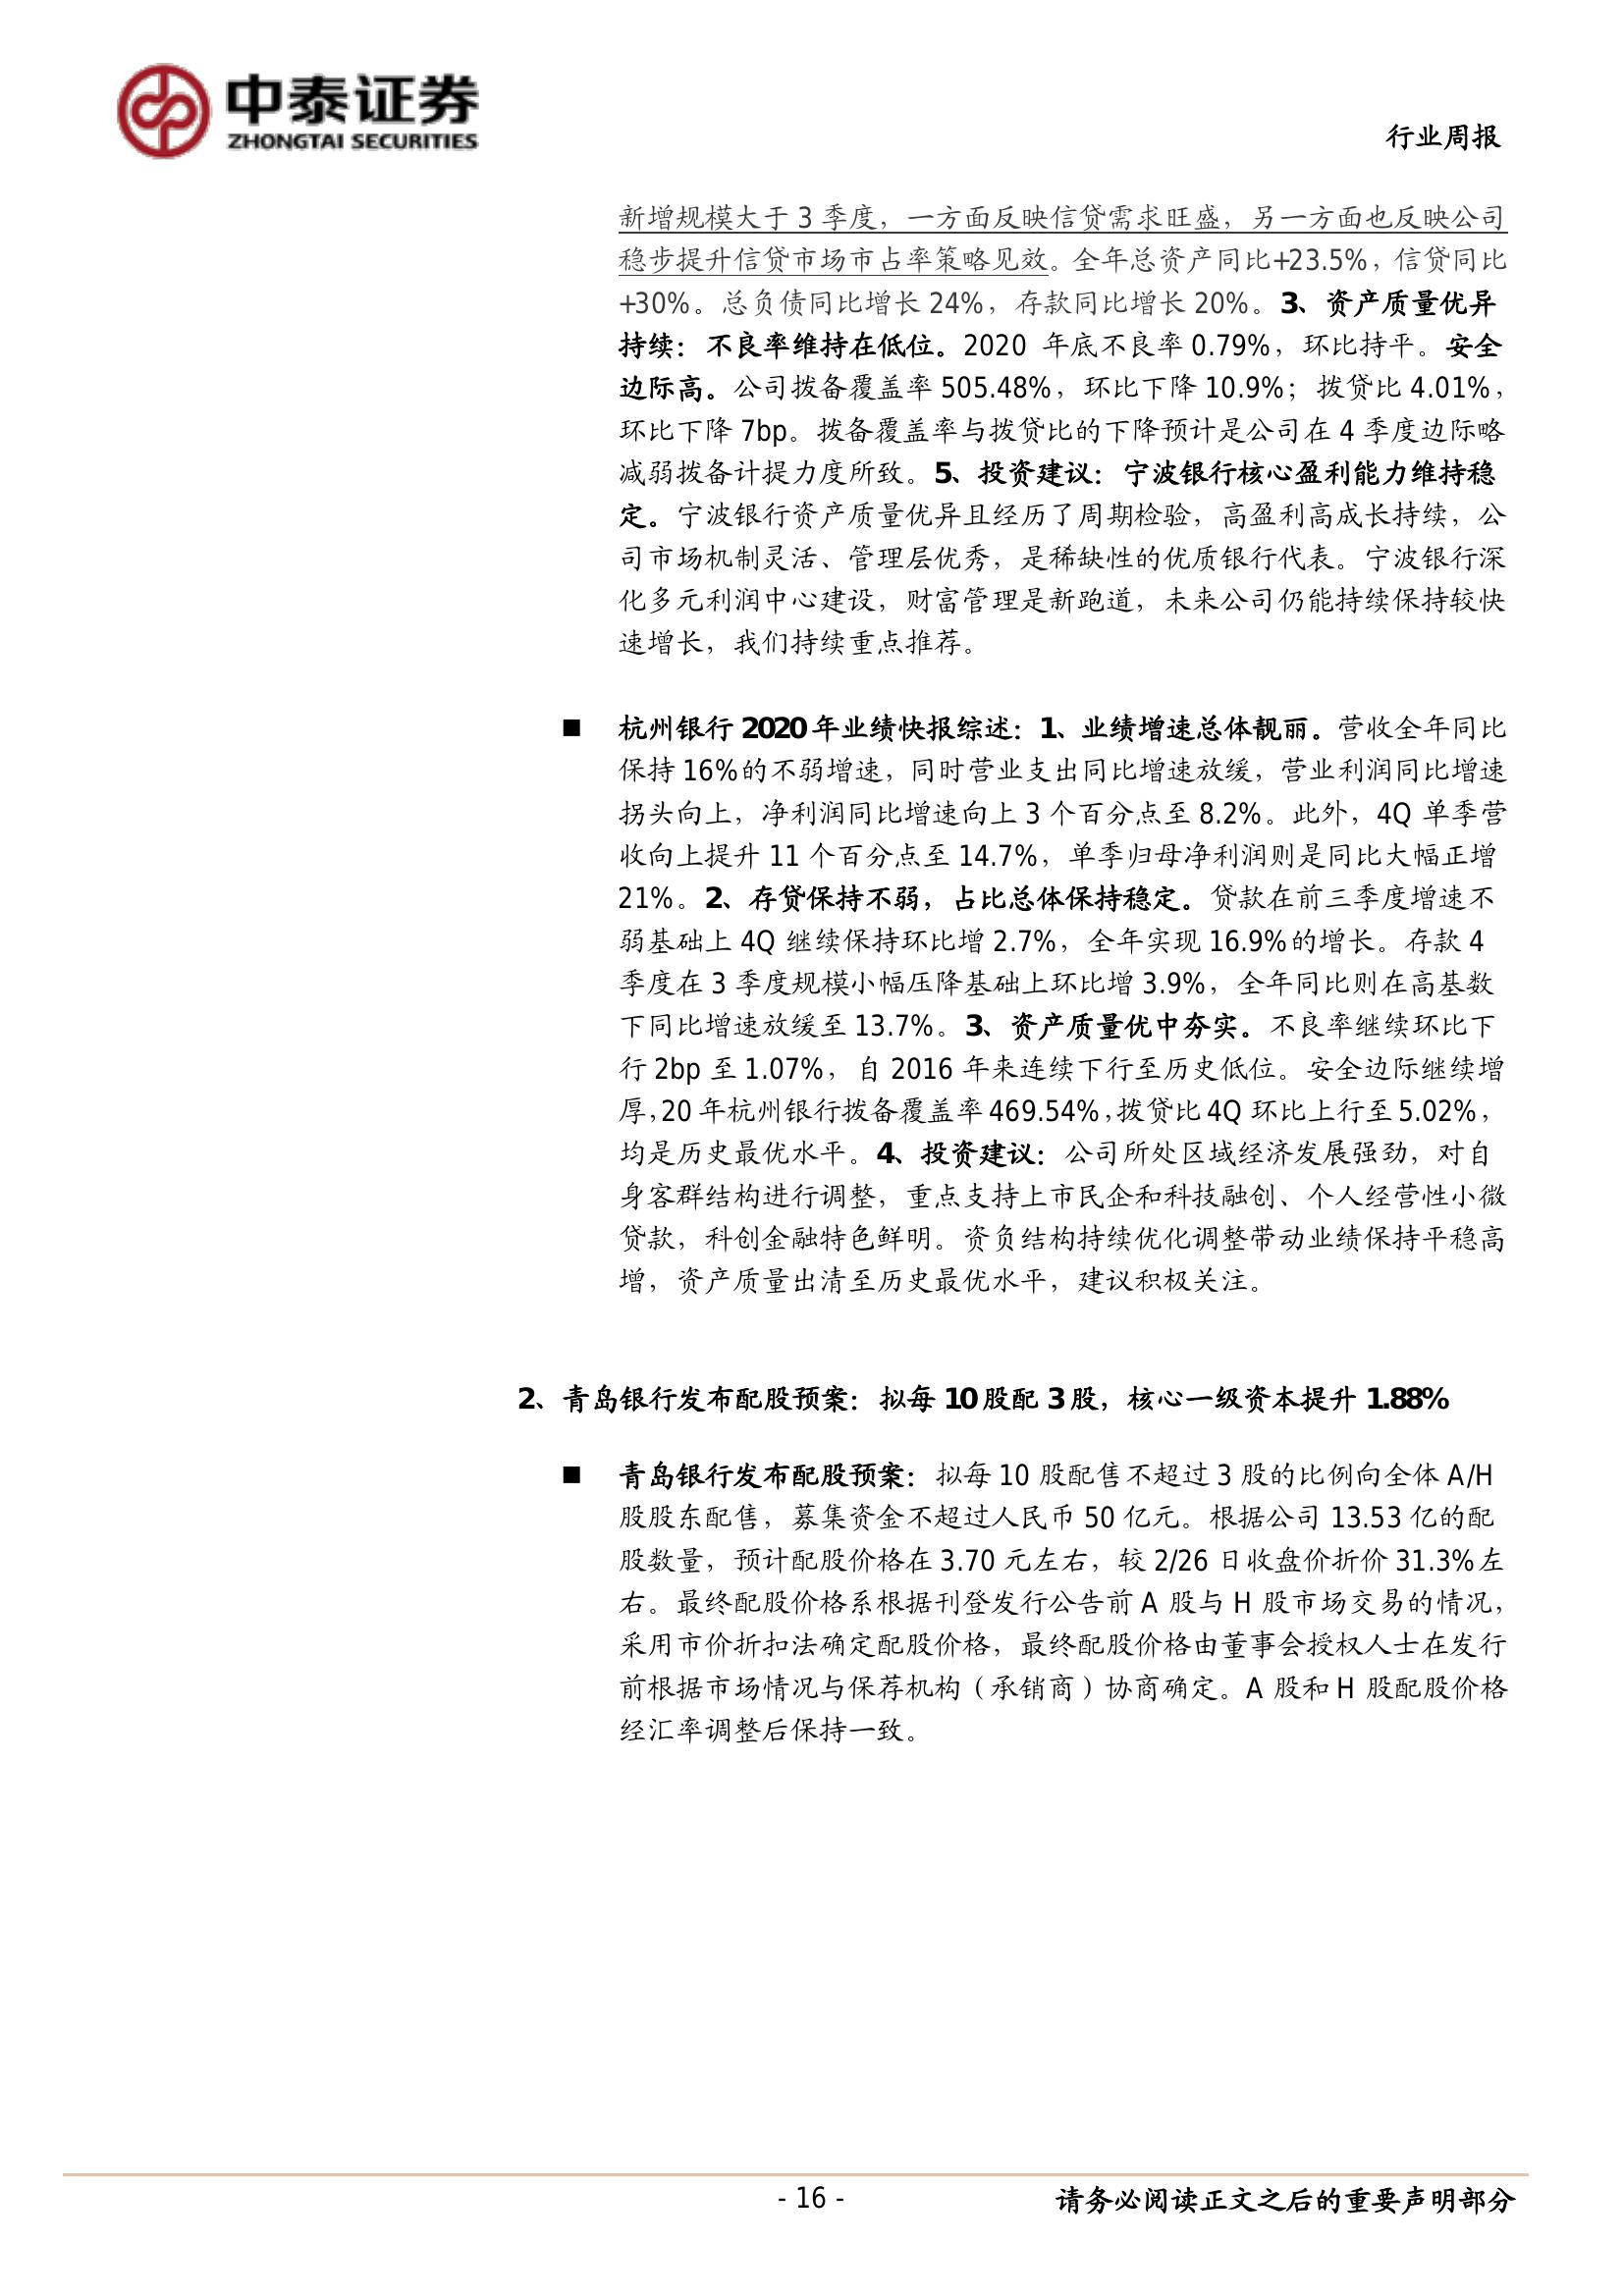 中泰证券
ZHONGTAI SECURITIES
行业周报
新增规模大于 3 季度，一方面反映信贷需求旺盛，另一方面也反映公司
稳步提升信贷市场市占率策略见效。全年总资产同比+23.5%，信贷同比
+30%。总负债同比增长 24%，存款同比增长 20%。3、资产质量优异
持续：不良率维持在低位。2020 年底不良率 0.79%，环比持平。安全
边际高。公司拨备覆盖率 505.48%，环比下降 10.9%；拨贷比 4.01%，
环比下降 7bp。拨备覆盖率与拨贷比的下降预计是公司在 4 季度边际略
减弱拨备计提力度所致。5、投资建议：宁波银行核心盈利能力维持稳
定。宁波银行资产质量优异且经历了周期检验，高盈利高成长持续，公
司市场机制灵活、管理层优秀，是稀缺性的优质银行代表。宁波银行深
化多元利润中心建设，财富管理是新跑道，未来公司仍能持续保持较快
速增长，我们持续重点推荐。
■ 杭州银行 2020 年业绩快报综述：1、业绩增速总体靓丽。营收全年同比
保持 16%的不弱增速，同时营业支出同比增速放缓，营业利润同比增速
拐头向上，净利润同比增速向上 3 个百分点至 8.2%。此外，4Q 单季营
收向上提升 11 个百分点至 14.7%，单季归母净利润则是同比大幅正增
21%。2、存贷保持不弱，占比总体保持稳定。贷款在前三季度增速不
弱基础上 4Q 继续保持环比增 2.7%，全年实现 16.9%的增长。存款 4
季度在 3 季度规模小幅压降基础上环比增 3.9%，全年同比则在高基数
下同比增速放缓至 13.7%。3、资产质量优中夯实。不良率继续环比下
行 2bp 至 1.07%，自 2016 年来连续下行至历史低位。安全边际继续增
厚，20 年杭州银行拨备覆盖率 469.54%，拨贷比 4Q 环比上行至 5.02%，
均是历史最优水平。4、投资建议：公司所处区域经济发展强劲，对自
身客群结构进行调整，重点支持上市民企和科技融创、个人经营性小微
贷款，科创金融特色鲜明。资负结构持续优化调整带动业绩保持平稳高
增，资产质量出清至历史最优水平，建议积极关注。
2、青岛银行发布配股预案：拟每 10 股配 3 股，核心一级资本提升 1.88%
■ 青岛银行发布配股预案：拟每 10 股配售不超过 3 股的比例向全体 A/H
股股东配售，募集资金不超过人民币 50 亿元。根据公司 13.53 亿的配
股数量，预计配股价格在 3.70 元左右，较 2/26 日收盘价折价 31.3%左
右。最终配股价格系根据刊登发行公告前 A 股与 H 股市场交易的情况，
采用市价折扣法确定配股价格，最终配股价格由董事会授权人士在发行
前根据市场情况与保荐机构（承销商）协商确定。A 股和 H 股配股价格
经汇率调整后保持一致。
- 16 -
请务必阅读正文之后的重要声明部分